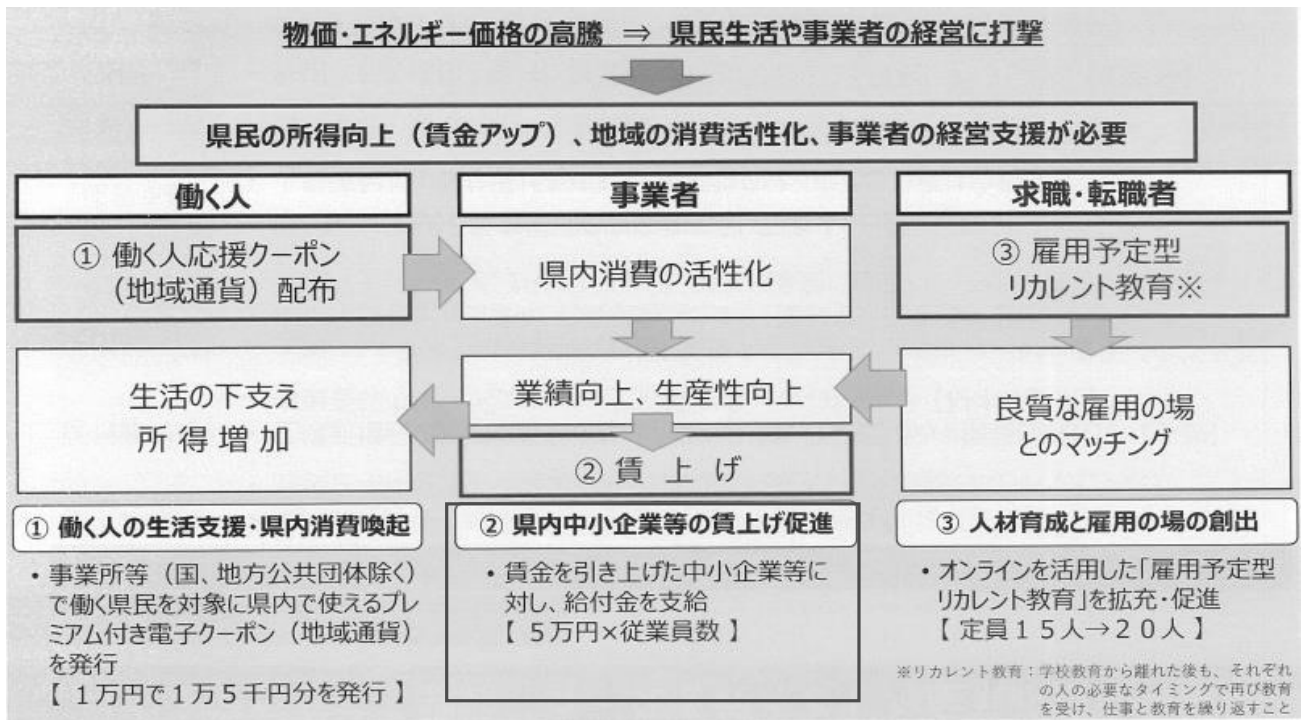 物価・エネルギー価格の高騰 ⇒ 県民生活や事業者の経営に打撃
県民の所得向上（賃金アップ）、地域の消費活性化、事業者の経営支援が必要
働く人
① 働く人応援クーポン
（地域通貨）配布
生活の下支え
所 得 増 加
① 働く人の生活支援・県内消費喚起
・事業所等（国、地方公共団体除く）
で働く県民を対象に県内で使えるプレ
ミアム付き電子クーポン（地域通貨）
を発行
【 １万円で１万５千円分を発行 】
事業者
県内消費の活性化
業績向上、生産性向上
② 賃 上 げ
② 県内中小企業等の賃上げ促進
・賃金を引き上げた中小企業等に
対し、給付金を支給
【 ５万円×従業員数 】
求職・転職者
③ 雇用予定型
リカレント教育※
良質な雇用の場
とのマッチング
③ 人材育成と雇用の場の創出
・オンラインを活用した「雇用予定型
リカレント教育」を拡充・促進
【 定員１５人→２０人 】
※リカレント教育：学校教育から離れた後も、それぞれ
の人の必要なタイミングで再び教育
を受け、仕事と教育を繰り返すこと